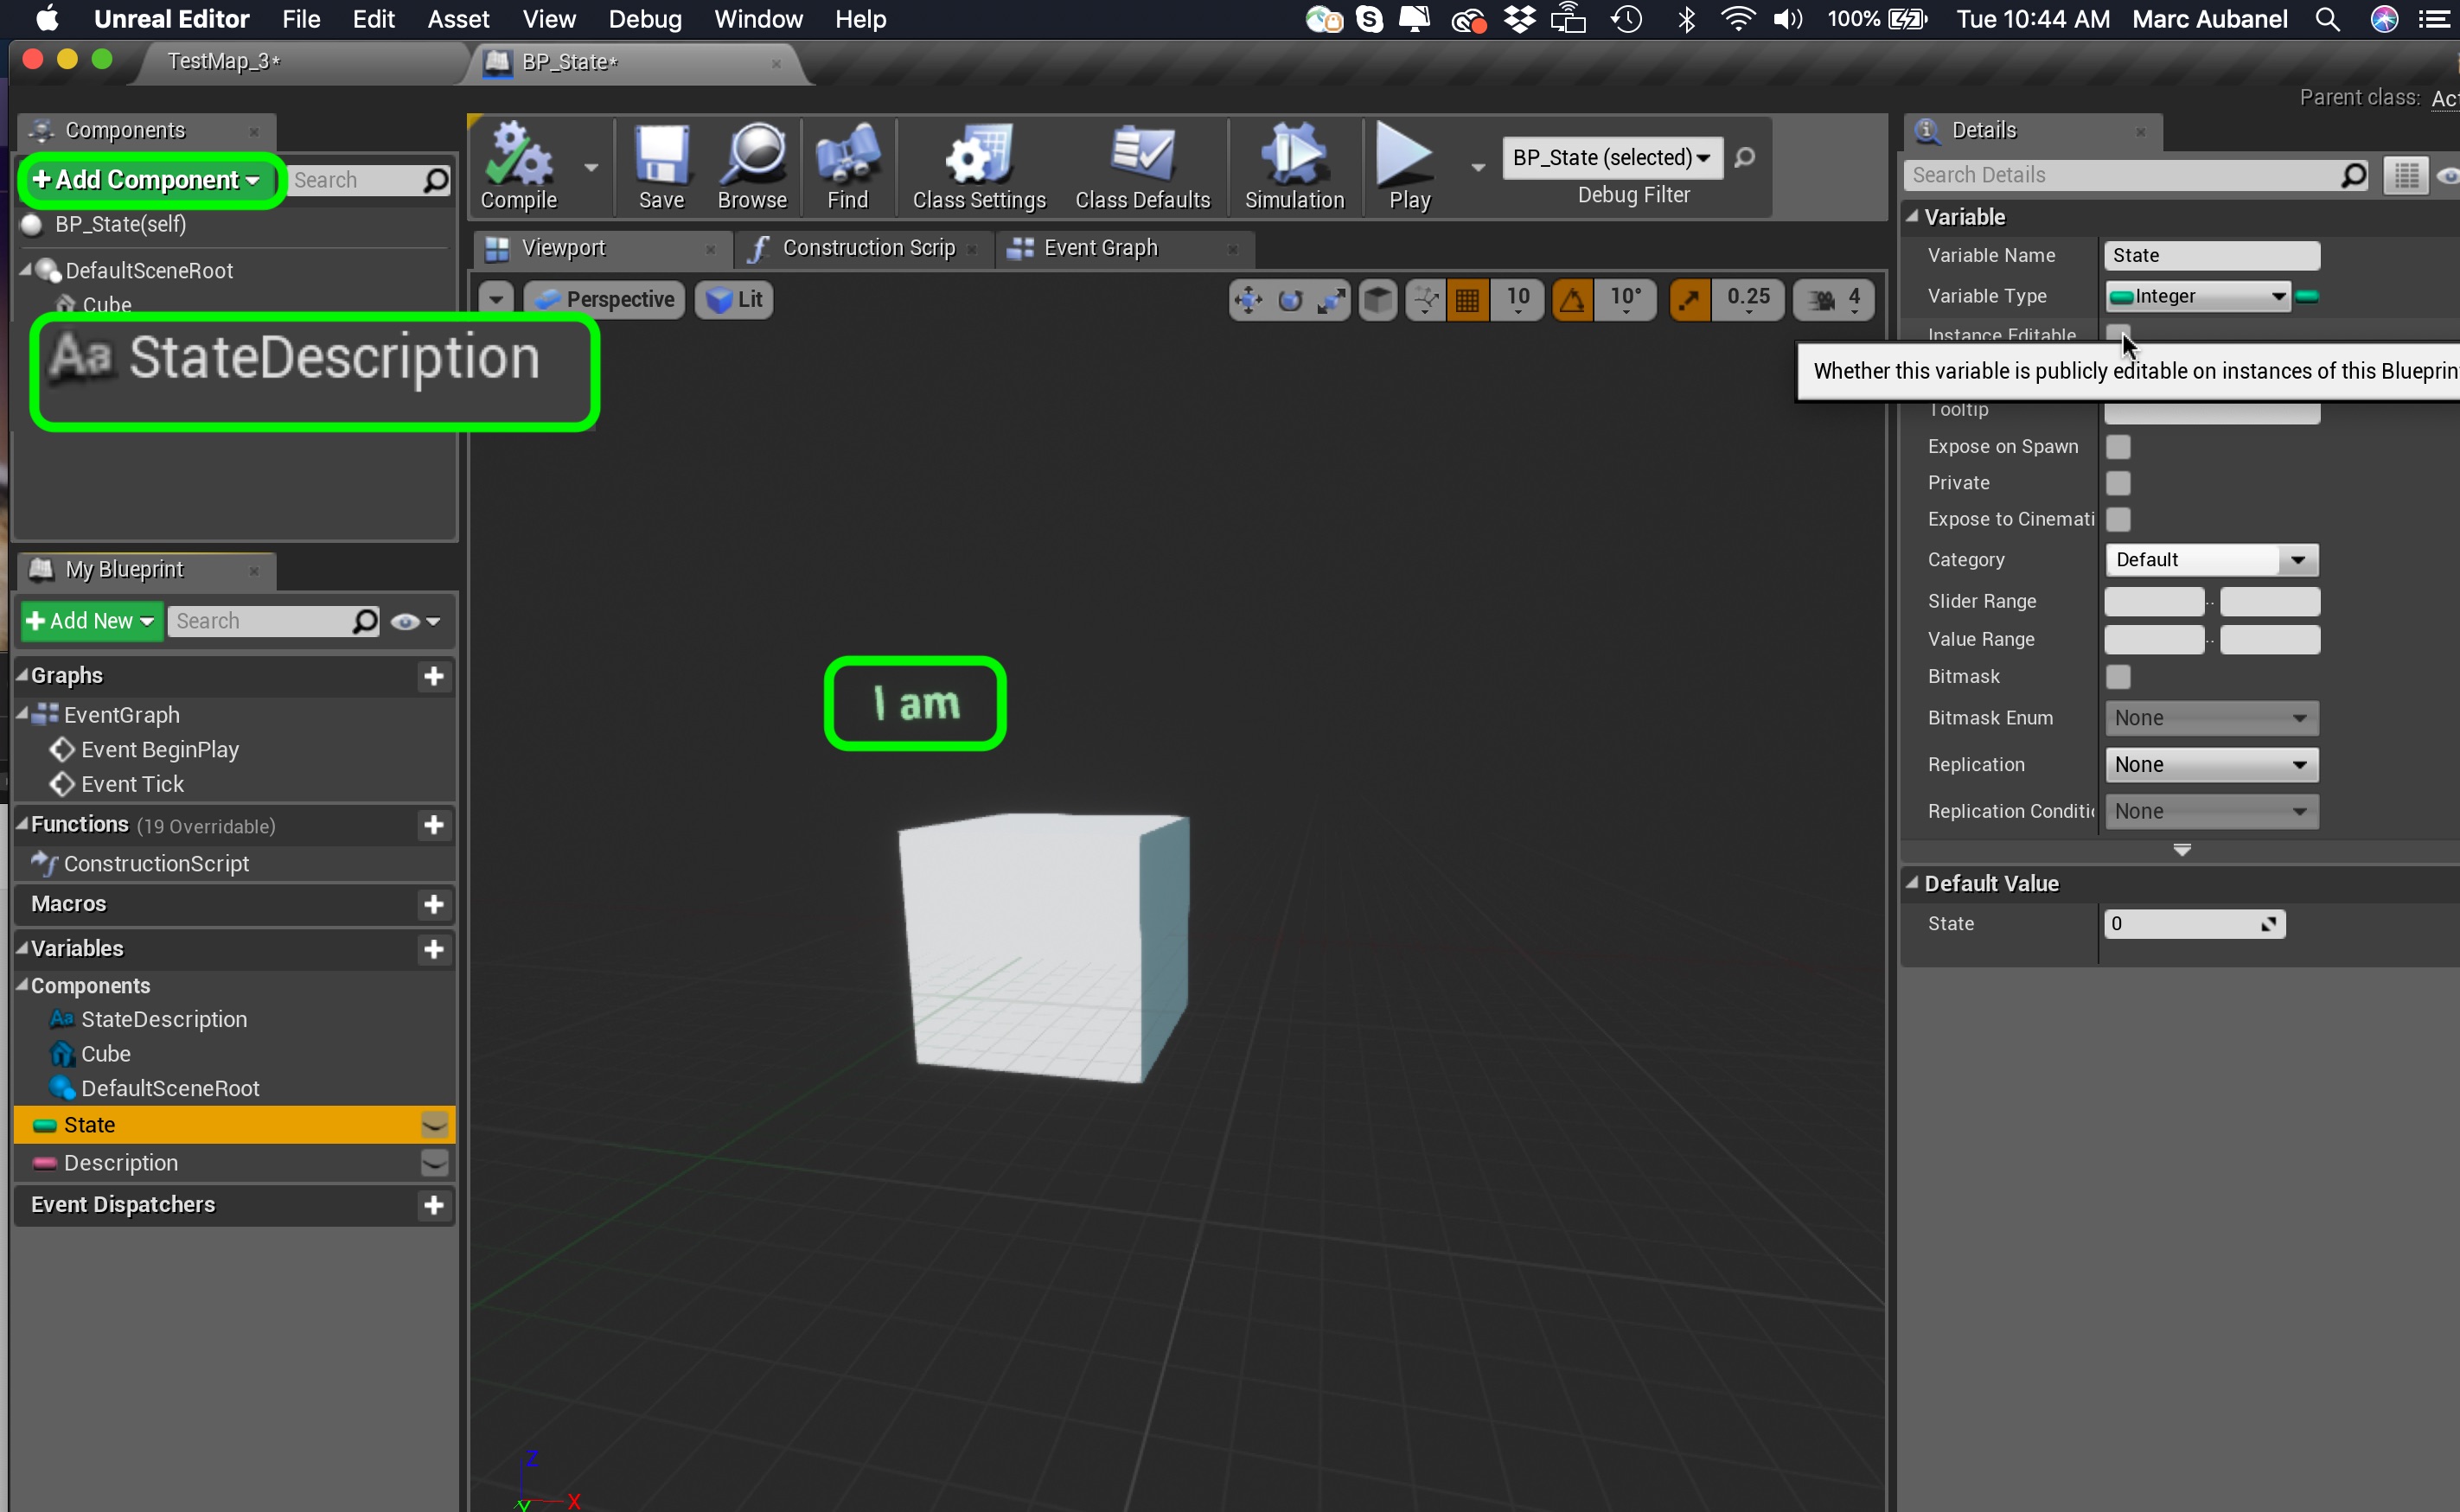 Unreal Editor File Edit Asset View Debug Window Help 100% Tue 10:44 AM Marc Aubanel
TestMap_3* BP_State*
Parent class:
Components
+ Add Component Search
BP_State(self)
DefaultSceneRoot
Cube
Aa StateDescription
Compile Save Browse Find Class Settings Class Defaults Simulation Play
BP_State (selected)
Debug Filter
Viewport Construction Scrip Event Graph
Perspective Lit 10 10° 0.25 4
I am
Z
X
Y
My Blueprint
+ Add New Search
Graphs
EventGraph
Event BeginPlay
Event Tick
Functions (19 Overridable)
ConstructionScript
Macros
Variables
Components
Aa StateDescription
Cube
DefaultSceneRoot
State
Description
Event Dispatchers
Details
Search Details
Variable
Variable Name State
Variable Type Integer
Instance Editable
Whether this variable is publicly editable on instances of this Blueprin
Tooltip
Expose on Spawn
Private
Expose to Cinemati
Category Default
Slider Range ..
Value Range ..
Bitmask
Bitmask Enum None
Replication None
Replication Conditi None
Default Value
State 0